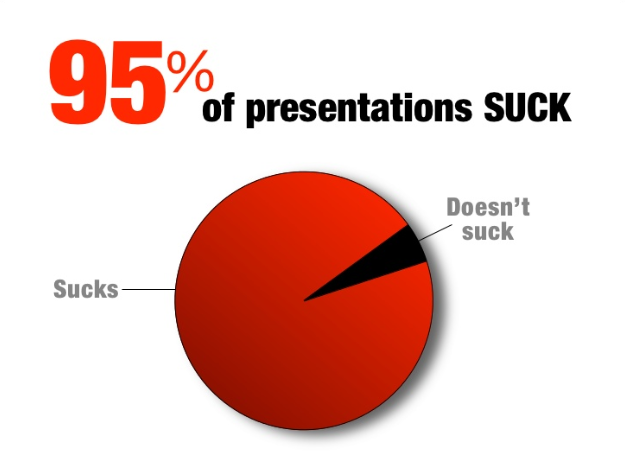 95%
of presentations SUCK
Doesn't
suck
Sucks